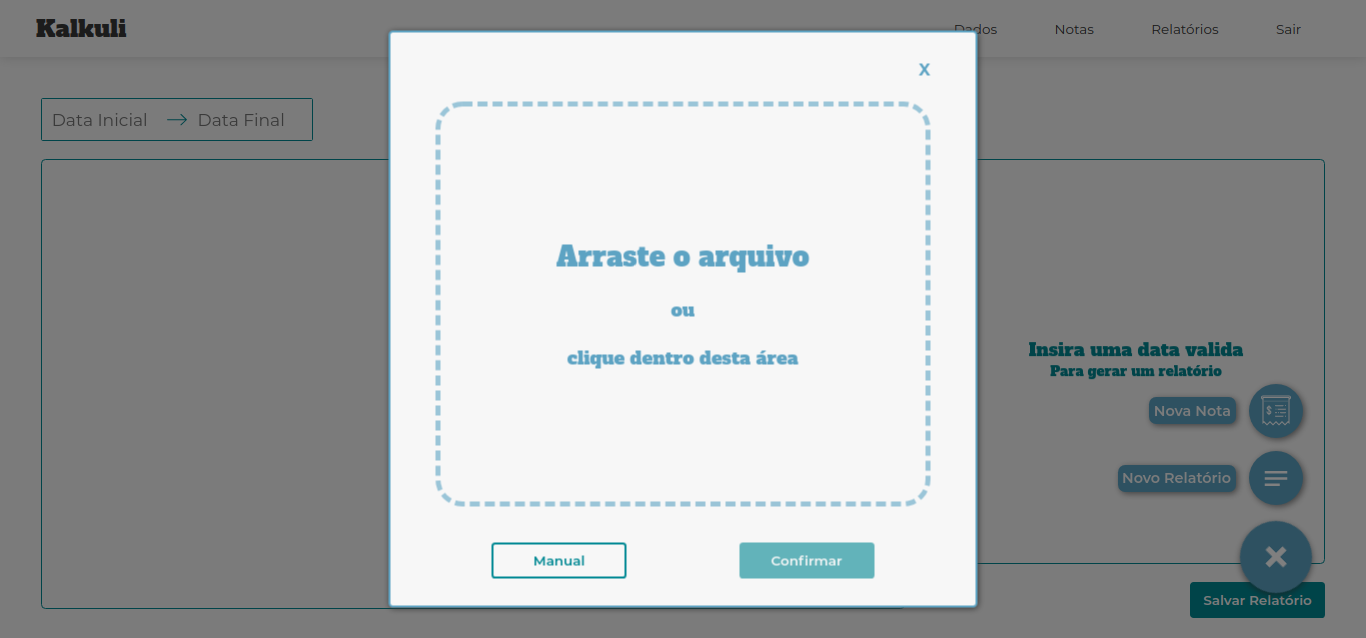 Kalkuli
Dados Notas Relatórios Sair
X
Data Inicial → Data Final
Arraste o arquivo
ou
clique dentro desta área
Insira uma data valida
Para gerar um relatório
Nova Nota
$
Novo Relatório
Manual
Confirmar
Salvar Relatório